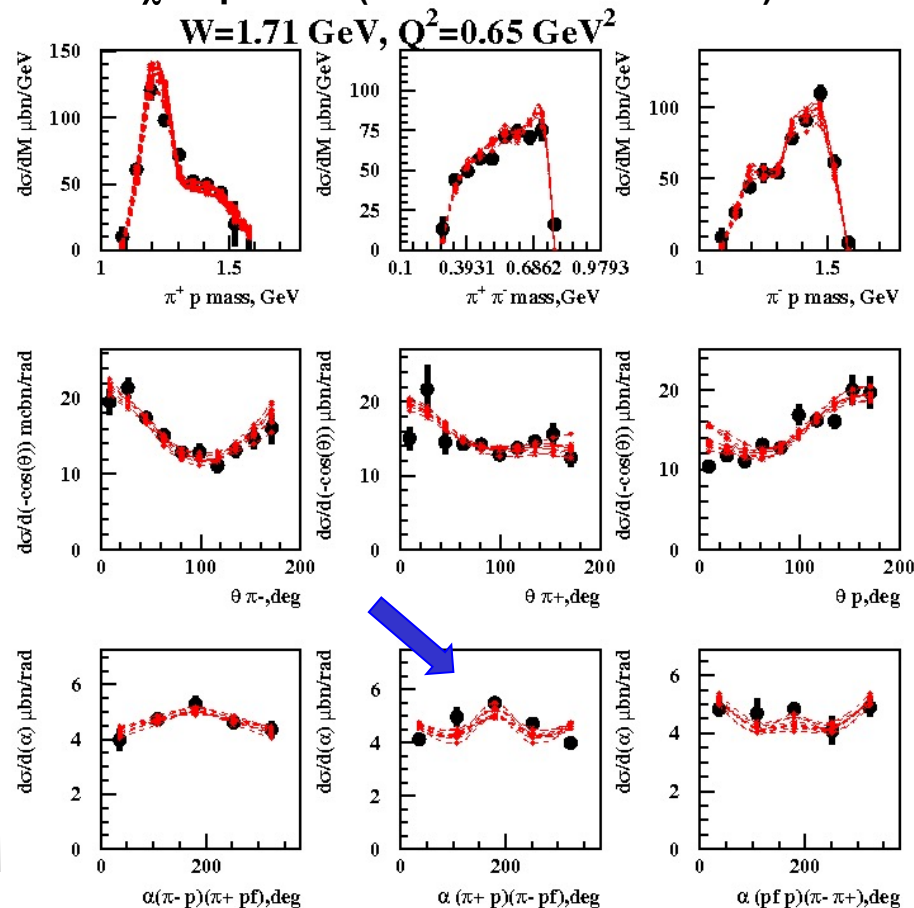 W=1.71 GeV, Q²=0.65 GeV²
dσ/dM μbn/GeV
150
100
50
0
1
1.5
π⁺ p mass, GeV
dσ/dM μbn/GeV
100
75
50
25
0
0.1
0.3931
0.6862
0.9793
π⁺ π⁻mass,GeV
dσ/dM μbn/GeV
100
50
0
1
1.5
π⁻ p mass, GeV
dσ/d(-cos(θ)) mcbn/rad
20
10
0
0
100
200
θ π-,deg
dσ/d(-cos(θ)) μbn/rad
20
10
0
0
100
200
θ π+,deg
dσ/d(-cos(θ)) μbn/rad
20
10
0
0
100
200
θ p,deg
dσ/d(α) μbn/rad
6
4
2
0
0
200
α(π- p)(π+ pf),deg
dσ/d(α) μbn/rad
6
4
2
0
0
200
α (π+ p)(π- pf),deg
dσ/d(α) μbn/rad
6
4
2
0
0
200
α (pf p)(π- π+),deg